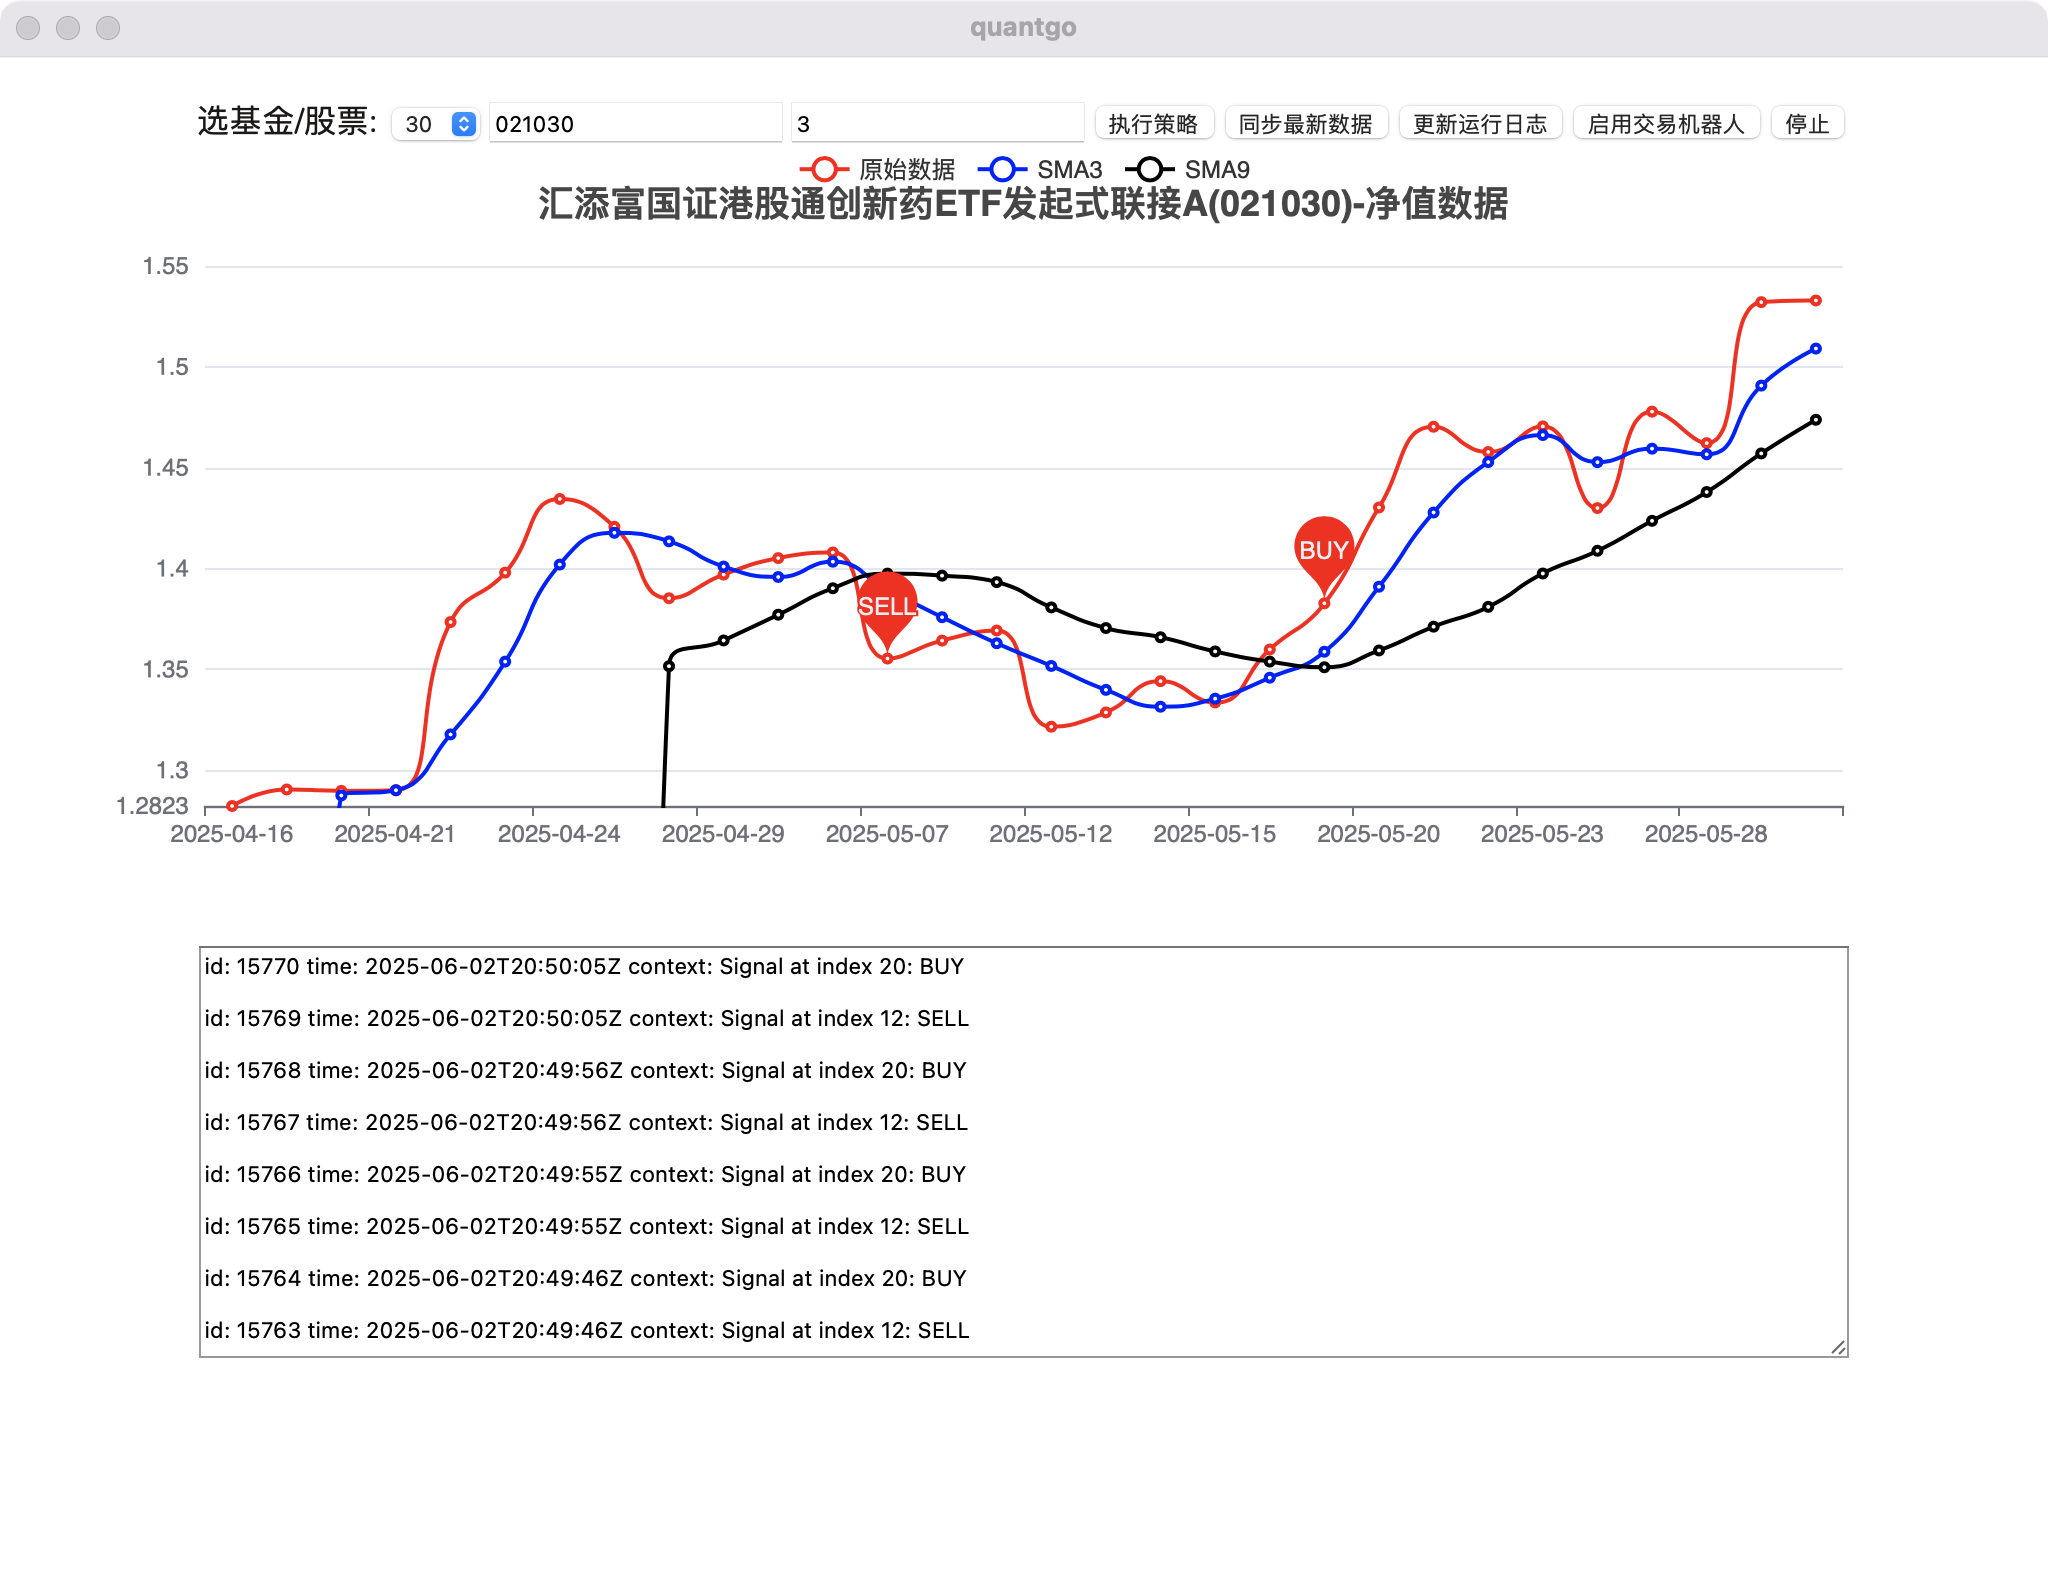 quantgo
选基金/股票: 30 021030 3 执行策略 同步最新数据 更新运行日志 启用交易机器人 停止
原始数据 SMA3 SMA9
汇添富国证港股通创新药ETF发起式联接A(021030)-净值数据
1.55
1.5
1.45
1.4
1.35
1.3
1.2823
BUY
SELL
2025-04-16 2025-04-21 2025-04-24 2025-04-29 2025-05-07 2025-05-12 2025-05-15 2025-05-20 2025-05-23 2025-05-28
id: 15770 time: 2025-06-02T20:50:05Z context: Signal at index 20: BUY
id: 15769 time: 2025-06-02T20:50:05Z context: Signal at index 12: SELL
id: 15768 time: 2025-06-02T20:49:56Z context: Signal at index 20: BUY
id: 15767 time: 2025-06-02T20:49:56Z context: Signal at index 12: SELL
id: 15766 time: 2025-06-02T20:49:55Z context: Signal at index 20: BUY
id: 15765 time: 2025-06-02T20:49:55Z context: Signal at index 12: SELL
id: 15764 time: 2025-06-02T20:49:46Z context: Signal at index 20: BUY
id: 15763 time: 2025-06-02T20:49:46Z context: Signal at index 12: SELL